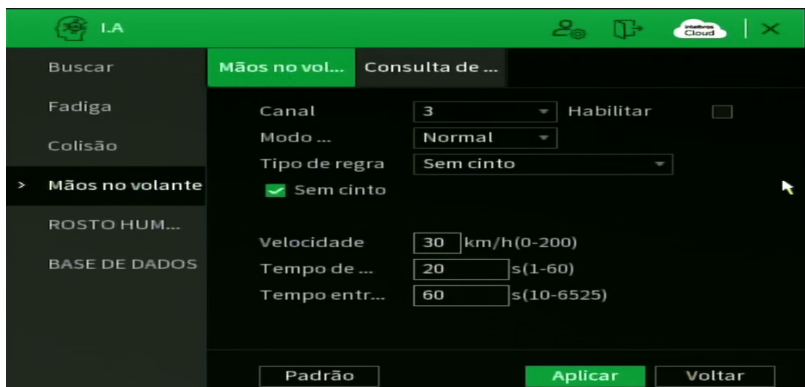 I.A
intelbras
Cloud
Buscar
Fadiga
Colisão
> Mãos no volante
ROSTO HUM...
BASE DE DADOS
Mãos no vol... Consulta de ...
Canal 3 Habilitar
Modo ... Normal
Tipo de regra Sem cinto
Sem cinto
Velocidade 30 km/h(0-200)
Tempo de ... 20 s(1-60)
Tempo entr... 60 s(10-6525)
Padrão Aplicar Voltar